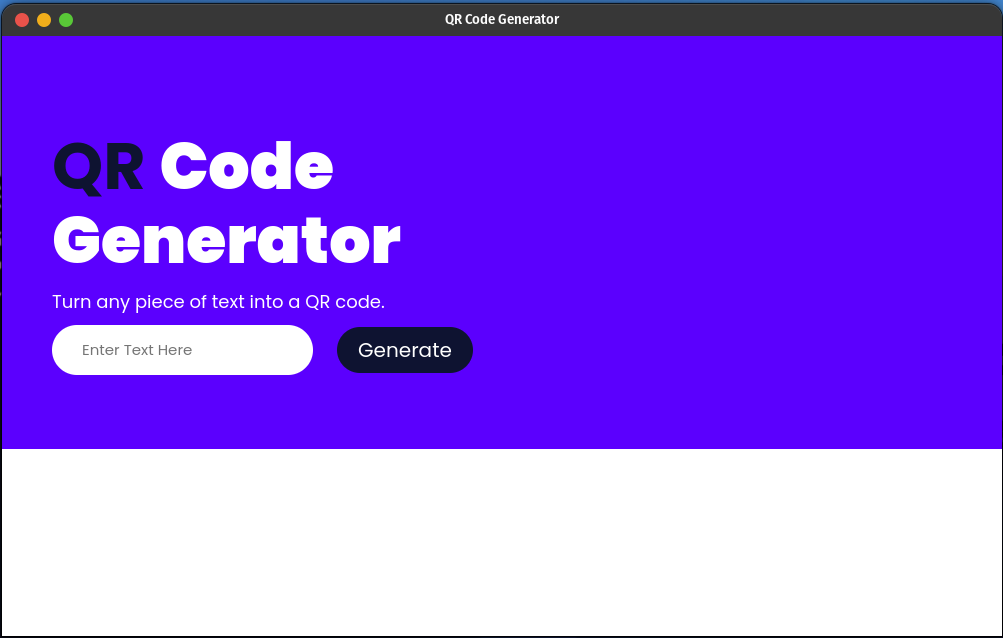 QR Code Generator
QR Code
Generator
Turn any piece of text into a QR code.
Enter Text Here
Generate